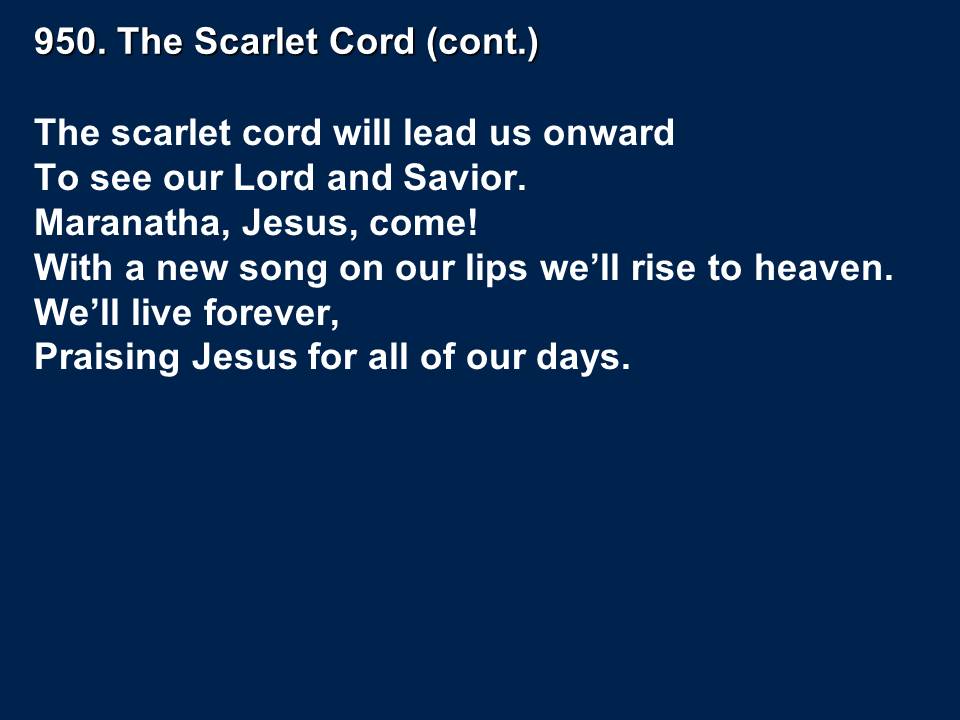 950. The Scarlet Cord (cont.)
The scarlet cord will lead us onward
To see our Lord and Savior.
Maranatha, Jesus, come!
With a new song on our lips we’ll rise to heaven.
We’ll live forever,
Praising Jesus for all of our days.